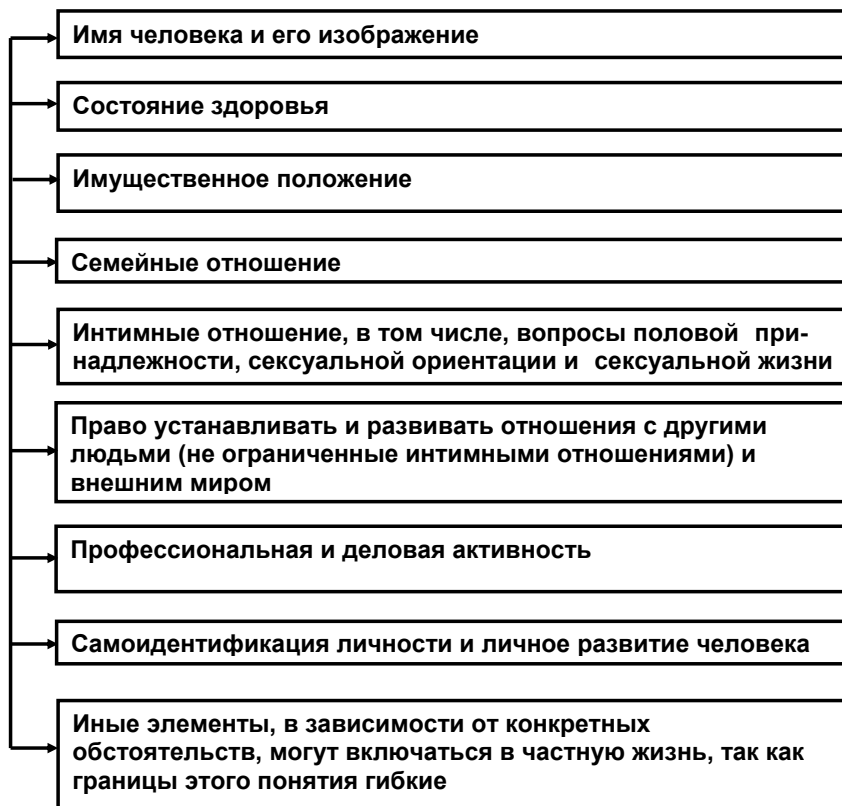 Имя человека и его изображение
Состояние здоровья
Имущественное положение
Семейные отношение
Интимные отношение, в том числе, вопросы половой при-
надлежности, сексуальной ориентации и сексуальной жизни
Право устанавливать и развивать отношения с другими
людьми (не ограниченные интимными отношениями) и
внешним миром
Профессиональная и деловая активность
Самоидентификация личности и личное развитие человека
Иные элементы, в зависимости от конкретных
обстоятельств, могут включаться в частную жизнь, так как
границы этого понятия гибкие